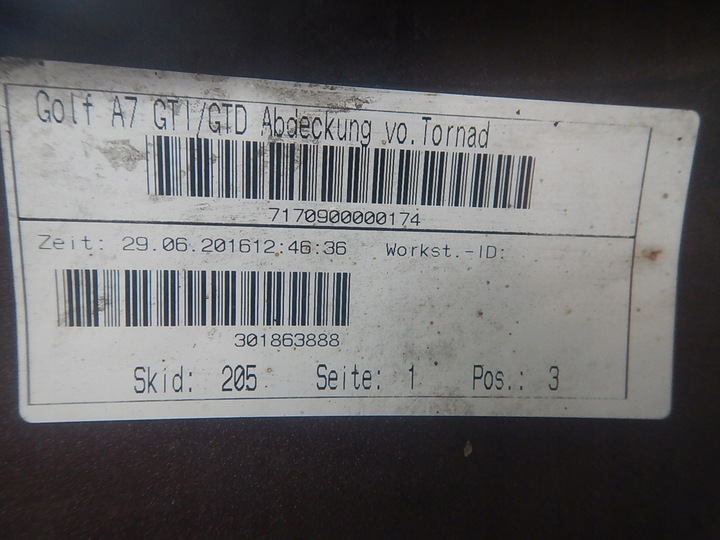 Golf A7 GTI/GTD Abdeckung vo.Tornad
7170900000174
Zeit: 29.06.201612:46:36 Workst.-ID:
301863888
Skid: 205 Seite: 1 Pos.: 3